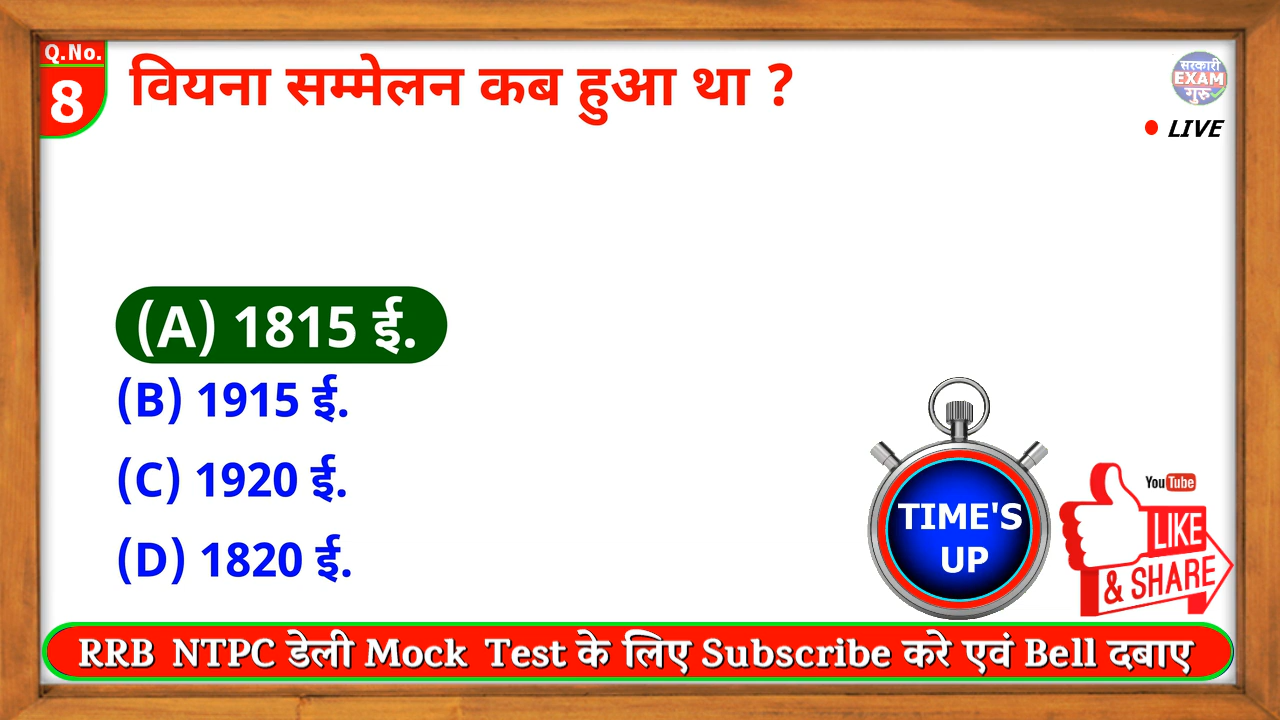 Q.No.
8
वियना सम्मेलन कब हुआ था ?
सरकारी
EXAM
गुरु
LIVE
(A) 1815 ई.
(B) 1915 ई.
(C) 1920 ई.
(D) 1820 ई.
TIME'S
UP
YouTube
LIKE
& SHARE
RRB NTPC डेली Mock Test के लिए Subscribe करे एवं Bell दबाए